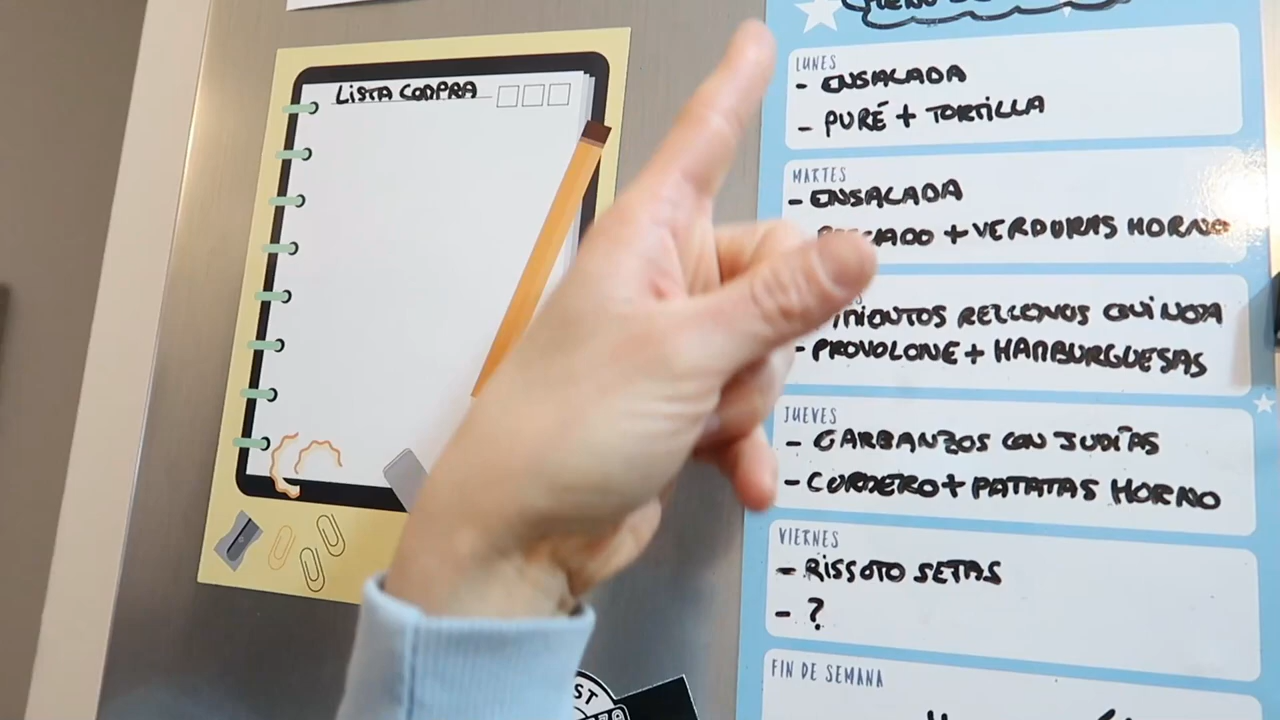 LISTA COMPRA
LUNES
- ENSALADA
- PURÉ + TORTILLA
MARTES
- ENSALADA
+ VERDURAS HORNO
RELLENOS QUINOA
- PROVOLONE + HAMBURGUESAS
JUEVES
- GARBANZOS CON JUDÍAS
- CORDERO + PATATAS HORNO
VIERNES
- RISSOTO SETAS
- ?
FIN DE SEMANA
ST